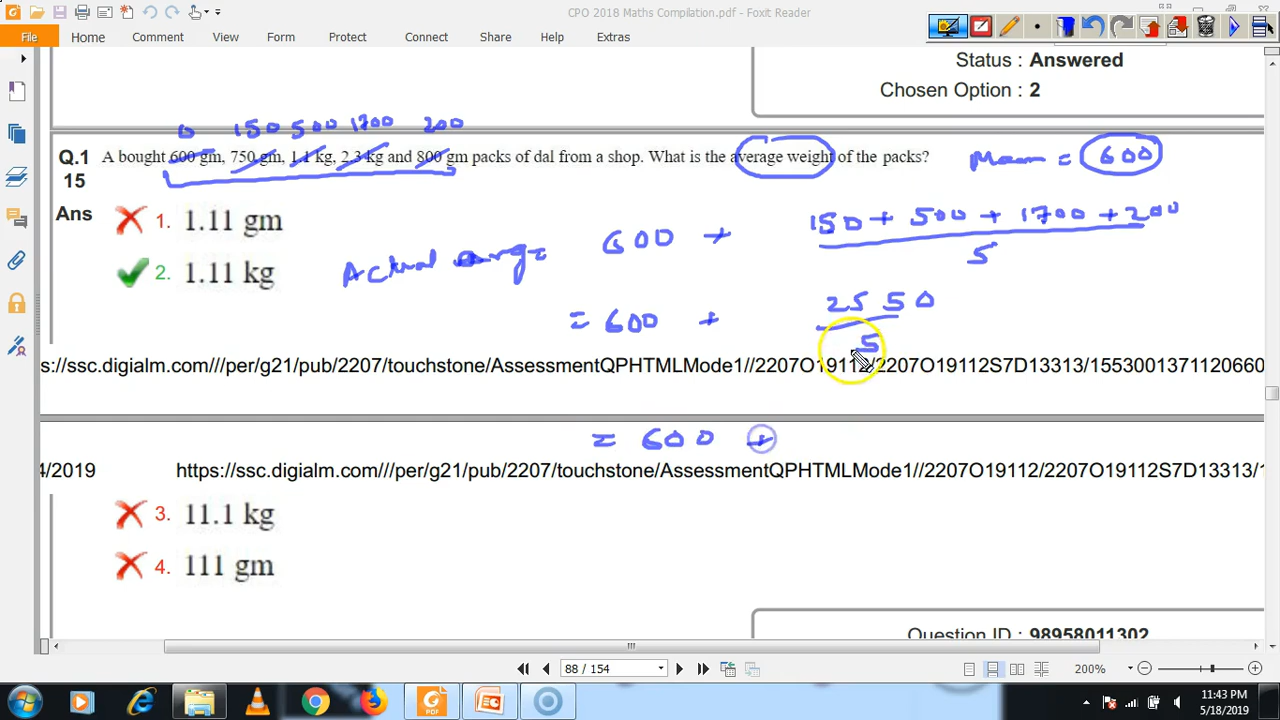 CPO 2018 Maths Compilation.pdf - Foxit Reader
File Home Comment View Form Protect Connect Share Help Extras
Status : Answered
Chosen Option : 2
0 150 500 1700 200
Q.1 A bought 600 gm, 750 gm, 1.1 kg, 2.3 kg and 800 gm packs of dal from a shop. What is the average weight of the packs? Mean = 600
15
Ans 1. 1.11 gm
2. 1.11 kg
Actual avg = 600 + 150 + 500 + 1700 + 200
5
= 600 + 2550
5
s://ssc.digialm.com///per/g21/pub/2207/touchstone/AssessmentQPHTMLMode1//2207O19112/2207O19112S7D13313/1553001371120660
= 600 +
4/2019 https://ssc.digialm.com///per/g21/pub/2207/touchstone/AssessmentQPHTMLMode1//2207O19112/2207O19112S7D13313/1
3. 11.1 kg
4. 111 gm
Question ID : 98958011302
88 / 154
200%
PDF
11:43 PM
5/18/2019